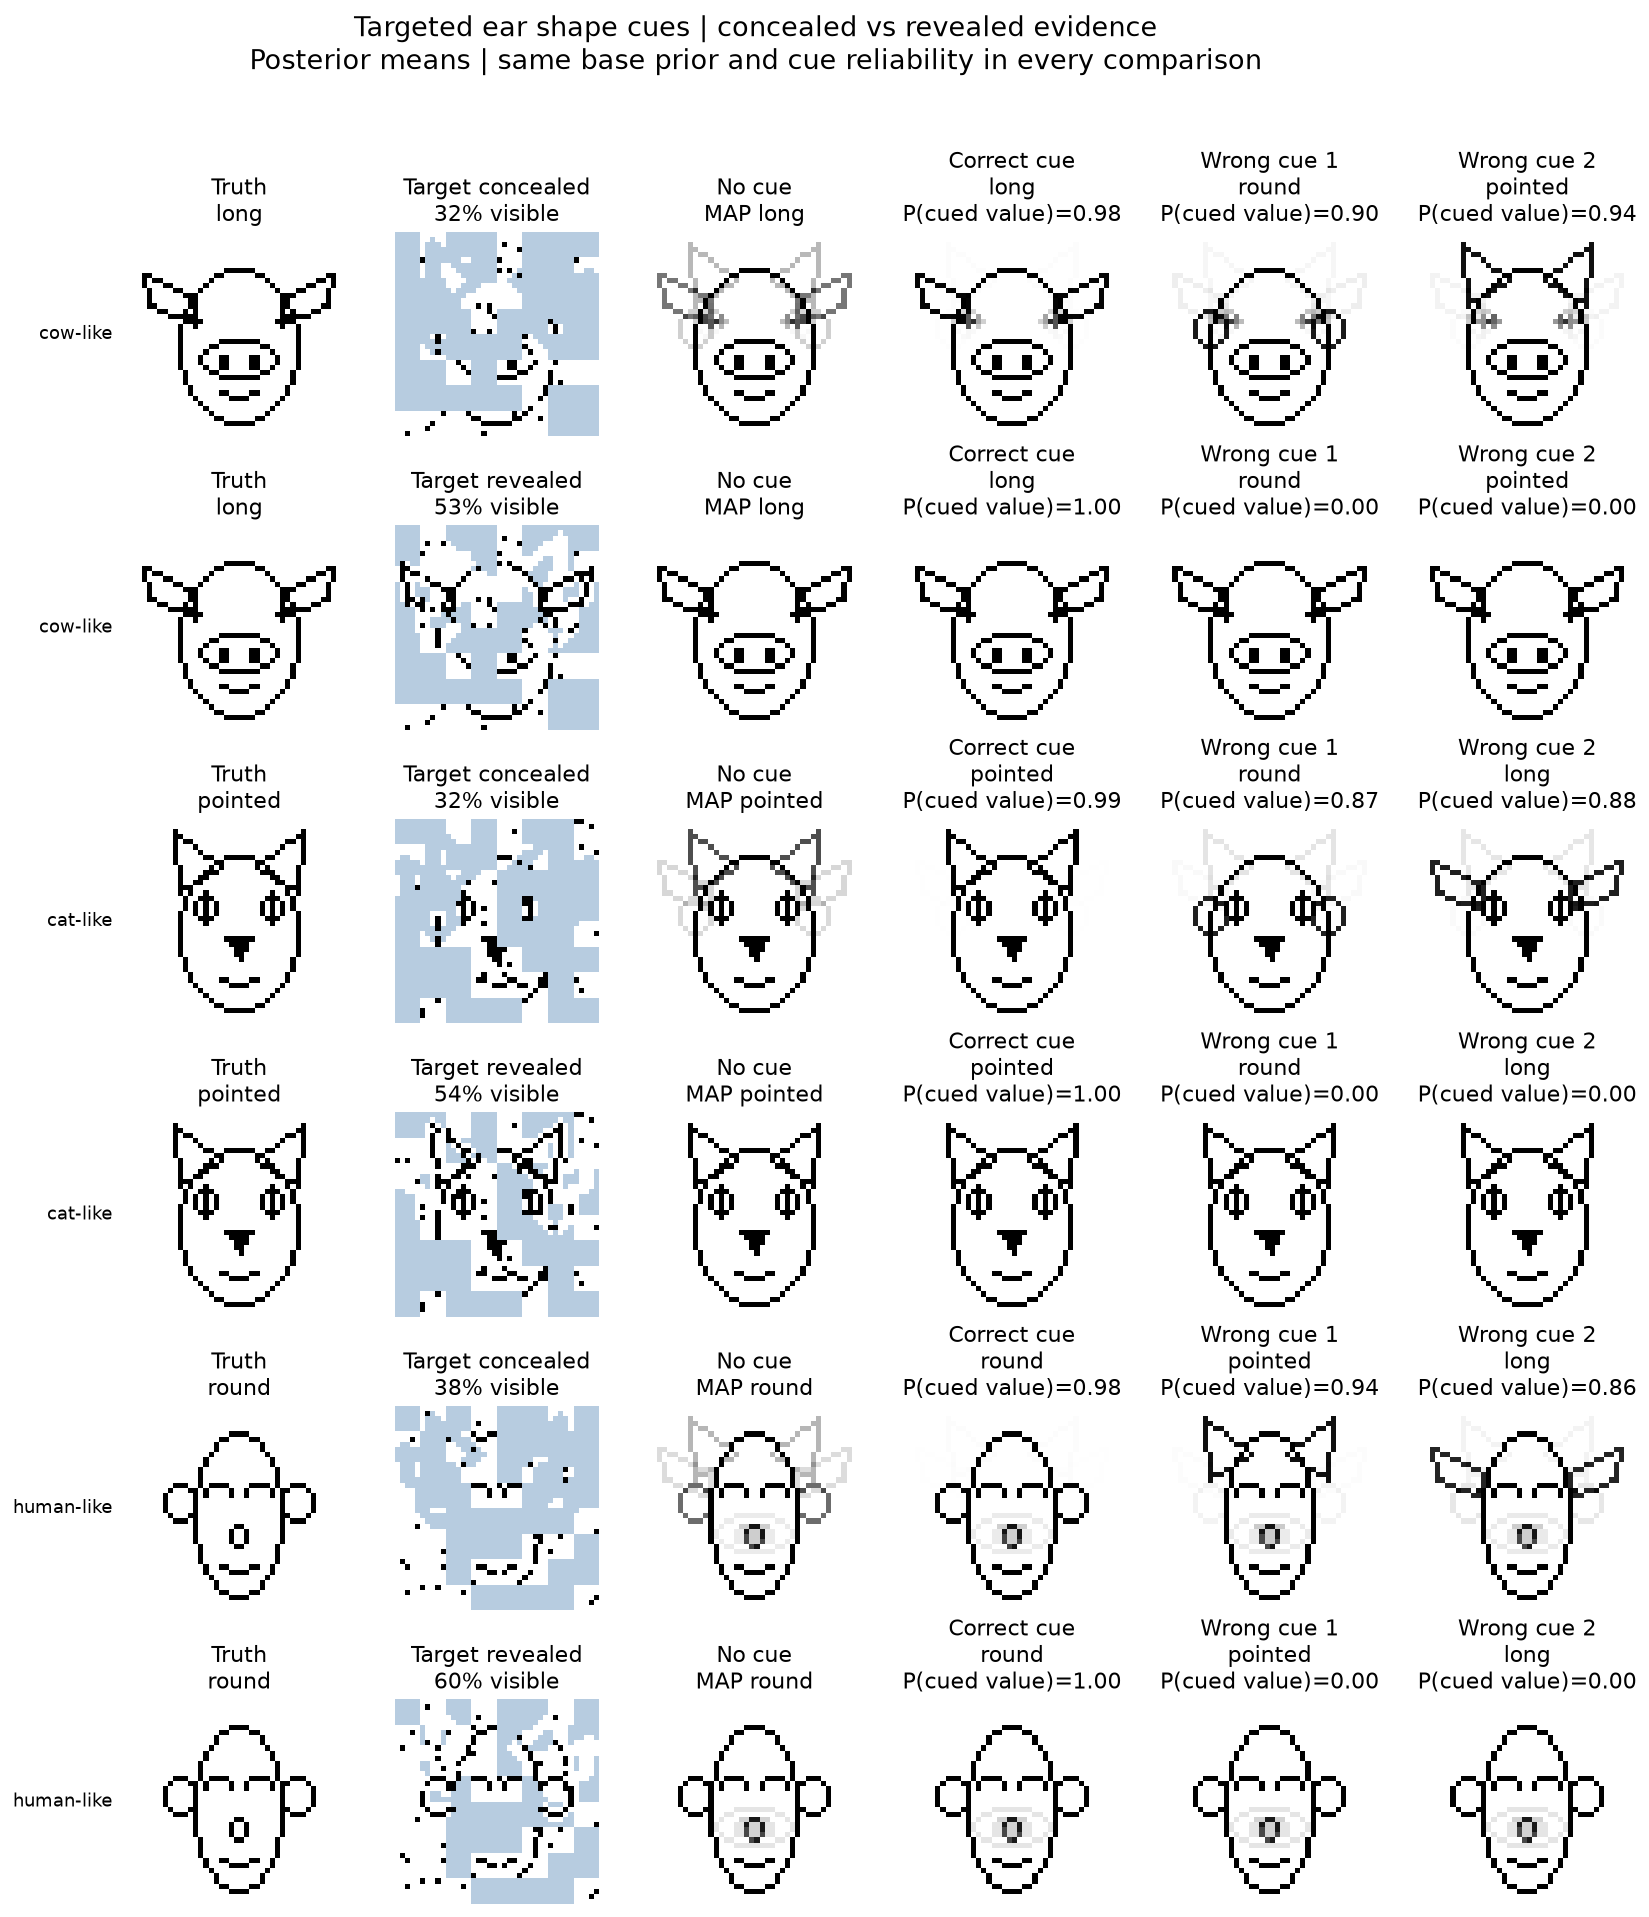 Targeted ear shape cues | concealed vs revealed evidence
Posterior means | same base prior and cue reliability in every comparison
Truth
long
Target concealed
32% visible
No cue
MAP long
Correct cue
long
P(cued value)=0.98
Wrong cue 1
round
P(cued value)=0.90
Wrong cue 2
pointed
P(cued value)=0.94
cow-like
Truth
long
Target revealed
53% visible
No cue
MAP long
Correct cue
long
P(cued value)=1.00
Wrong cue 1
round
P(cued value)=0.00
Wrong cue 2
pointed
P(cued value)=0.00
cow-like
Truth
pointed
Target concealed
32% visible
No cue
MAP pointed
Correct cue
pointed
P(cued value)=0.99
Wrong cue 1
round
P(cued value)=0.87
Wrong cue 2
long
P(cued value)=0.88
cat-like
Truth
pointed
Target revealed
54% visible
No cue
MAP pointed
Correct cue
pointed
P(cued value)=1.00
Wrong cue 1
round
P(cued value)=0.00
Wrong cue 2
long
P(cued value)=0.00
cat-like
Truth
round
Target concealed
38% visible
No cue
MAP round
Correct cue
round
P(cued value)=0.98
Wrong cue 1
pointed
P(cued value)=0.94
Wrong cue 2
long
P(cued value)=0.86
human-like
Truth
round
Target revealed
60% visible
No cue
MAP round
Correct cue
round
P(cued value)=1.00
Wrong cue 1
pointed
P(cued value)=0.00
Wrong cue 2
long
P(cued value)=0.00
human-like